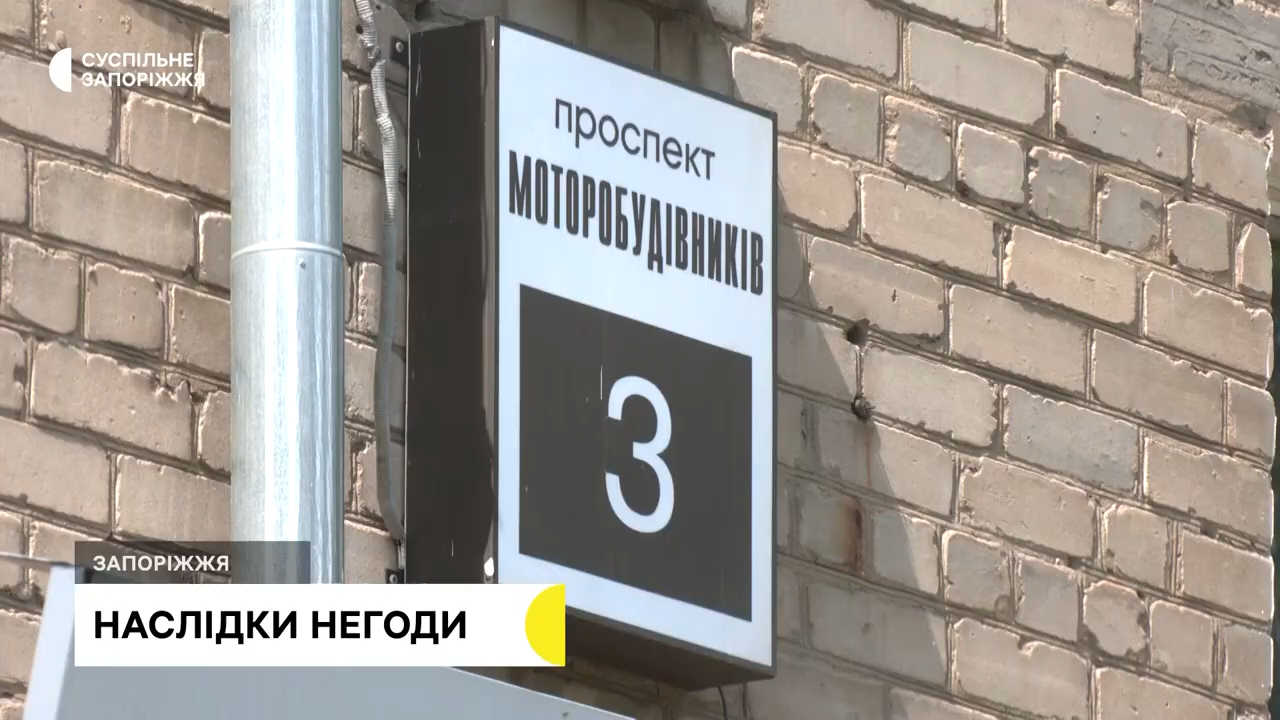 СУСПІЛЬНЕ
ЗАПОРІЖЖЯ
проспект
МОТОРОБУДІВНИКІВ
3
ЗАПОРІЖЖЯ
НАСЛІДКИ НЕГОДИ